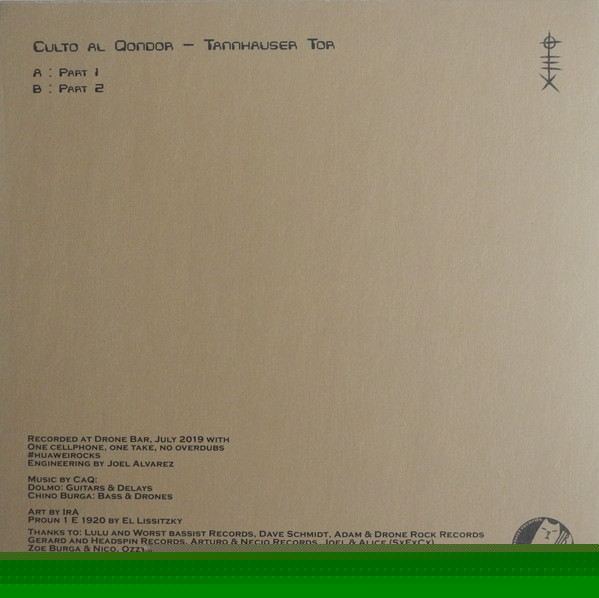 Culto al Qondor – Tannhauser Tor
A : Part 1
B : Part 2
Recorded at Drone Bar, July 2019 with
One cellphone, one take, no overdubs
#huaweirocks
Engineering by Joel Alvarez
Music by CaQ:
Dolmo: Guitars & Delays
Chino Burga: Bass & Drones
Art by IrA
Proun 1 E 1920 by El Lissitzky
Thanks to: Lulu and Worst bassist Records, Dave Schmidt, Adam & Drone Rock Records
Gerard and Headspin Records, Arturo & Necio Records, Joel & Alice (SxExCx)
Zoe Burga & Nico, Ozzy